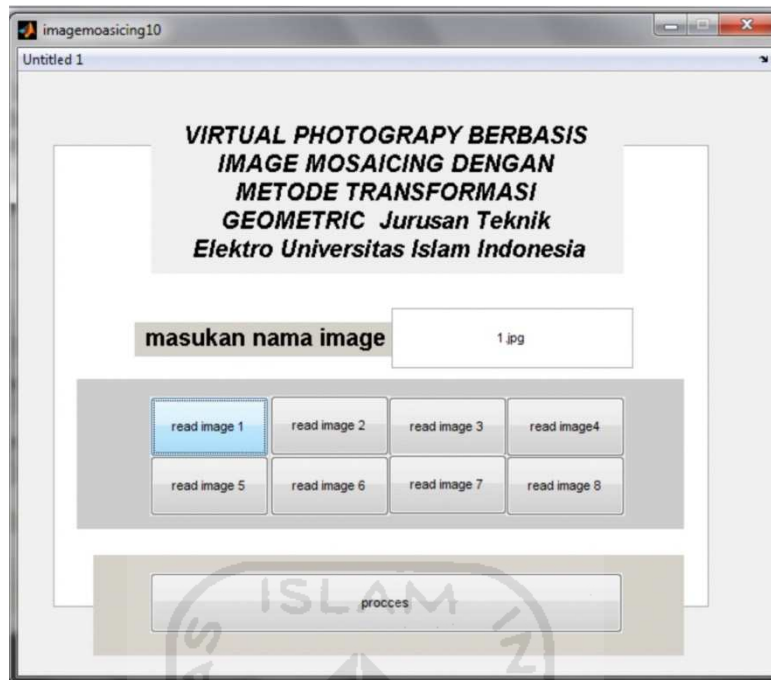 imagemoasicing10
Untitled 1
VIRTUAL PHOTOGRAPY BERBASIS
IMAGE MOSAICING DENGAN
METODE TRANSFORMASI
GEOMETRIC Jurusan Teknik
Elektro Universitas Islam Indonesia
masukan nama image
1.jpg
read image 1
read image 2
read image 3
read image4
read image 5
read image 6
read image 7
read image 8
procces
ISLAM